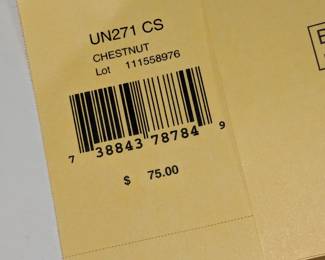 UN271 CS
CHESTNUT
Lot 111558976
7 38843 78784 9
$ 75.00